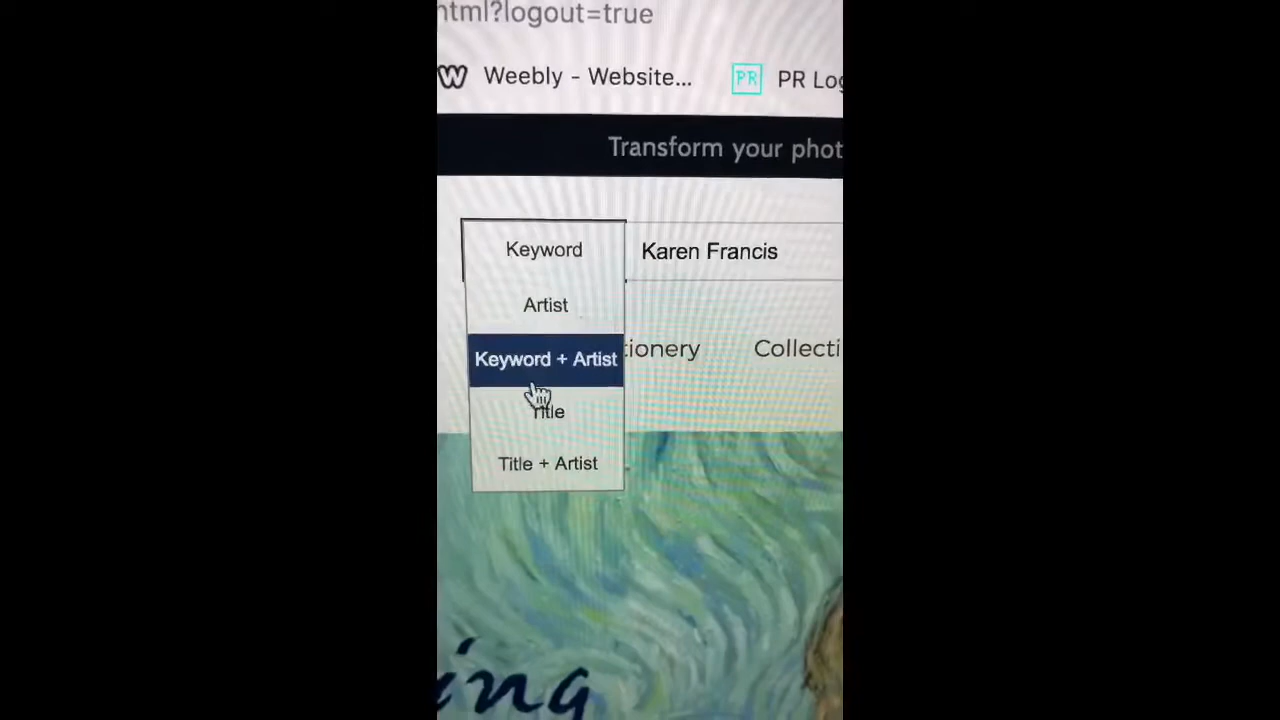 html?logout=true
W Weebly - Website... PR PR Log
Transform your phot
Keyword Karen Francis
Artist
Keyword + Artist tionery Collecti
Title
Title + Artist
ing